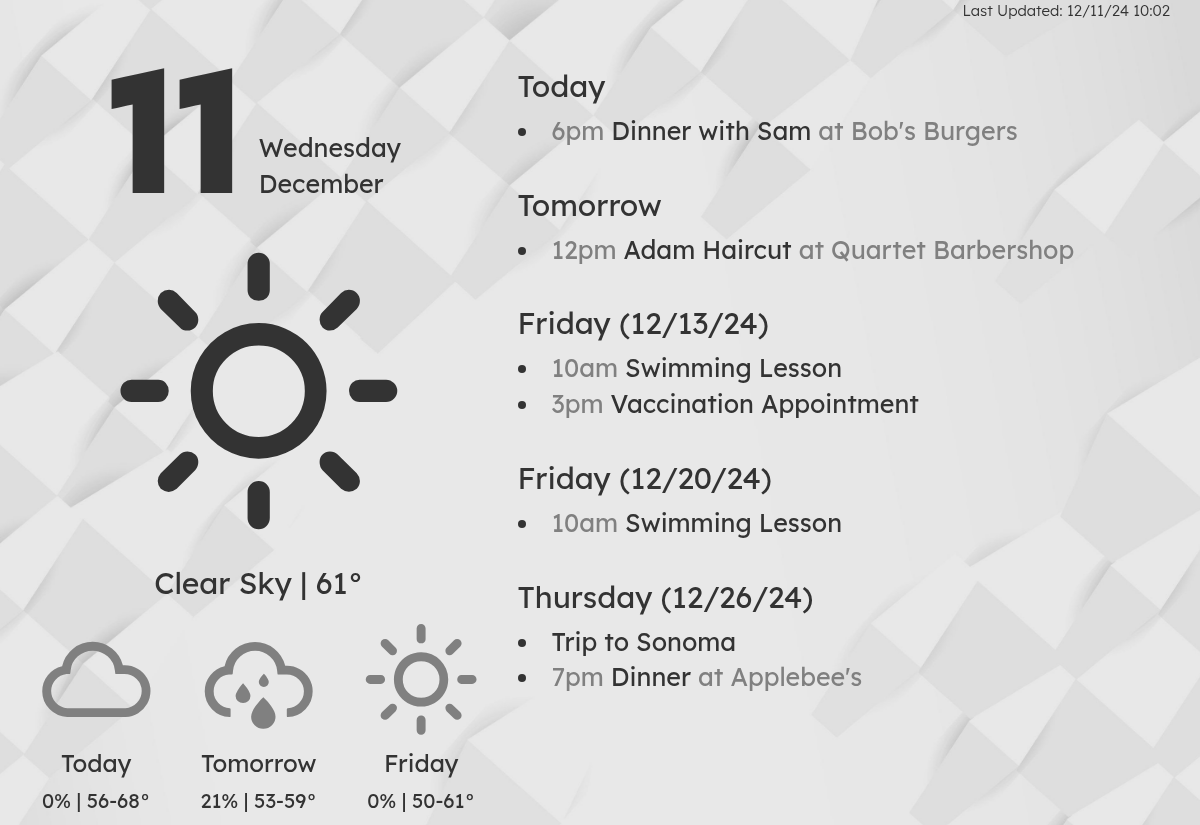 Last Updated: 12/11/24 10:02
11
Wednesday
December
Clear Sky | 61°
Today
0% | 56-68°
Tomorrow
21% | 53-59°
Friday
0% | 50-61°
Today
• 6pm Dinner with Sam at Bob's Burgers
Tomorrow
• 12pm Adam Haircut at Quartet Barbershop
Friday (12/13/24)
• 10am Swimming Lesson
• 3pm Vaccination Appointment
Friday (12/20/24)
• 10am Swimming Lesson
Thursday (12/26/24)
• Trip to Sonoma
• 7pm Dinner at Applebee's